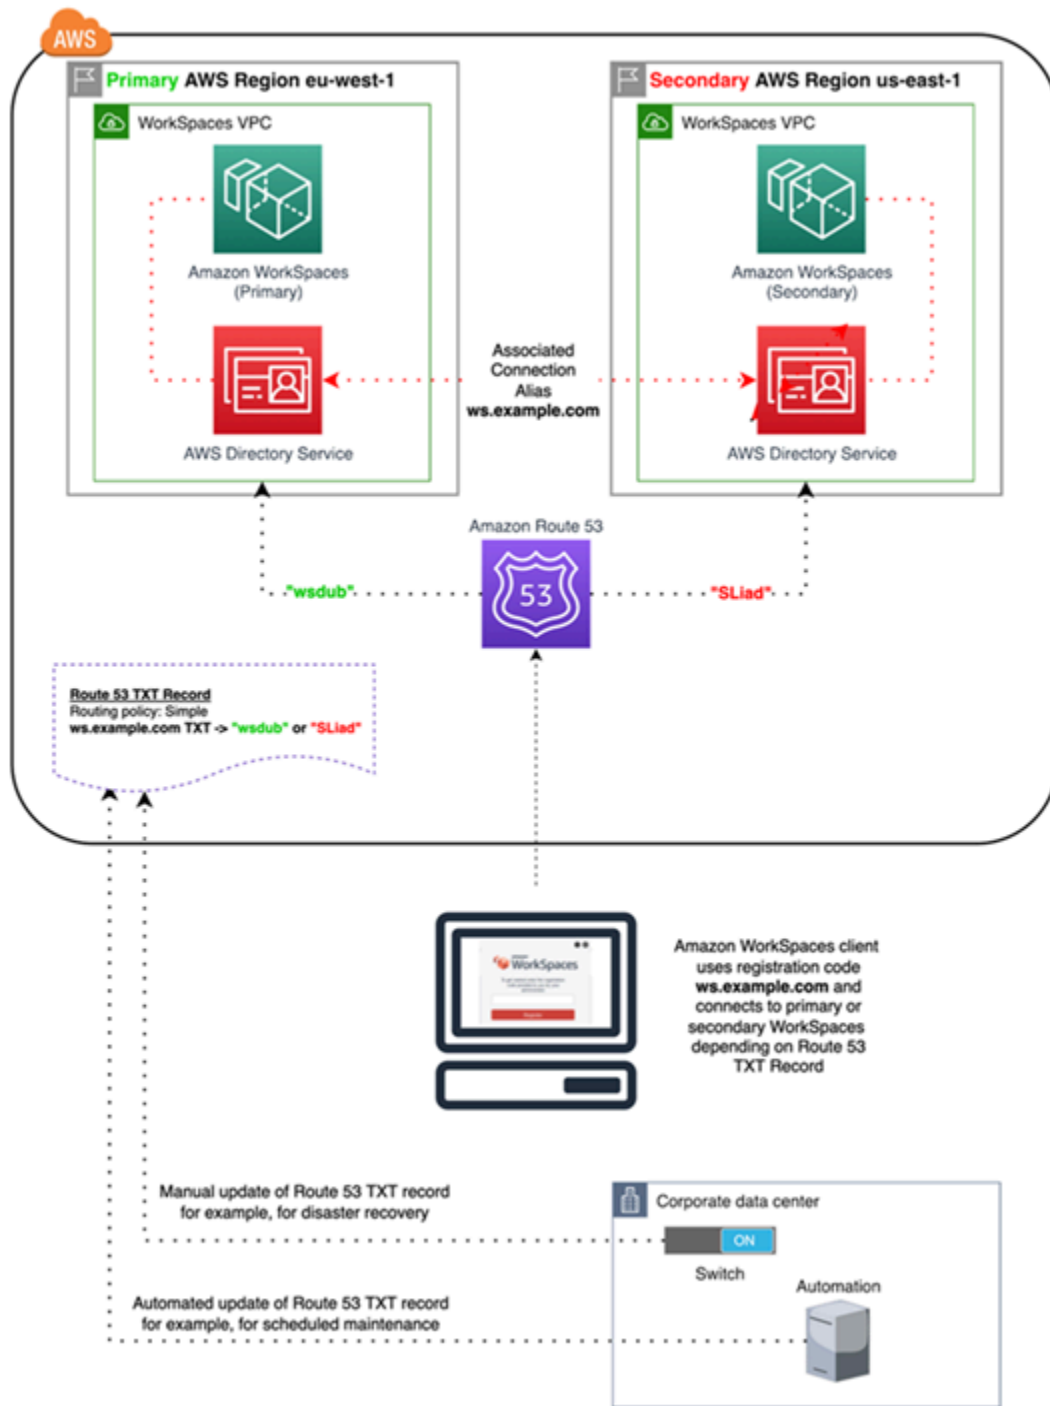 AWS
Primary AWS Region eu-west-1
WorkSpaces VPC
Amazon WorkSpaces
(Primary)
AWS Directory Service
Secondary AWS Region us-east-1
WorkSpaces VPC
Amazon WorkSpaces
(Secondary)
AWS Directory Service
Associated
Connection
Alias
ws.example.com
Amazon Route 53
53
"wsdub"
"SLiad"
Route 53 TXT Record
Routing policy: Simple
ws.example.com TXT -> "wsdub" or "SLiad"
WorkSpaces
Amazon WorkSpaces client
uses registration code
ws.example.com and
connects to primary or
secondary WorkSpaces
depending on Route 53
TXT Record
Manual update of Route 53 TXT record
for example, for disaster recovery
Automated update of Route 53 TXT record
for example, for scheduled maintenance
Corporate data center
ON
Switch
Automation